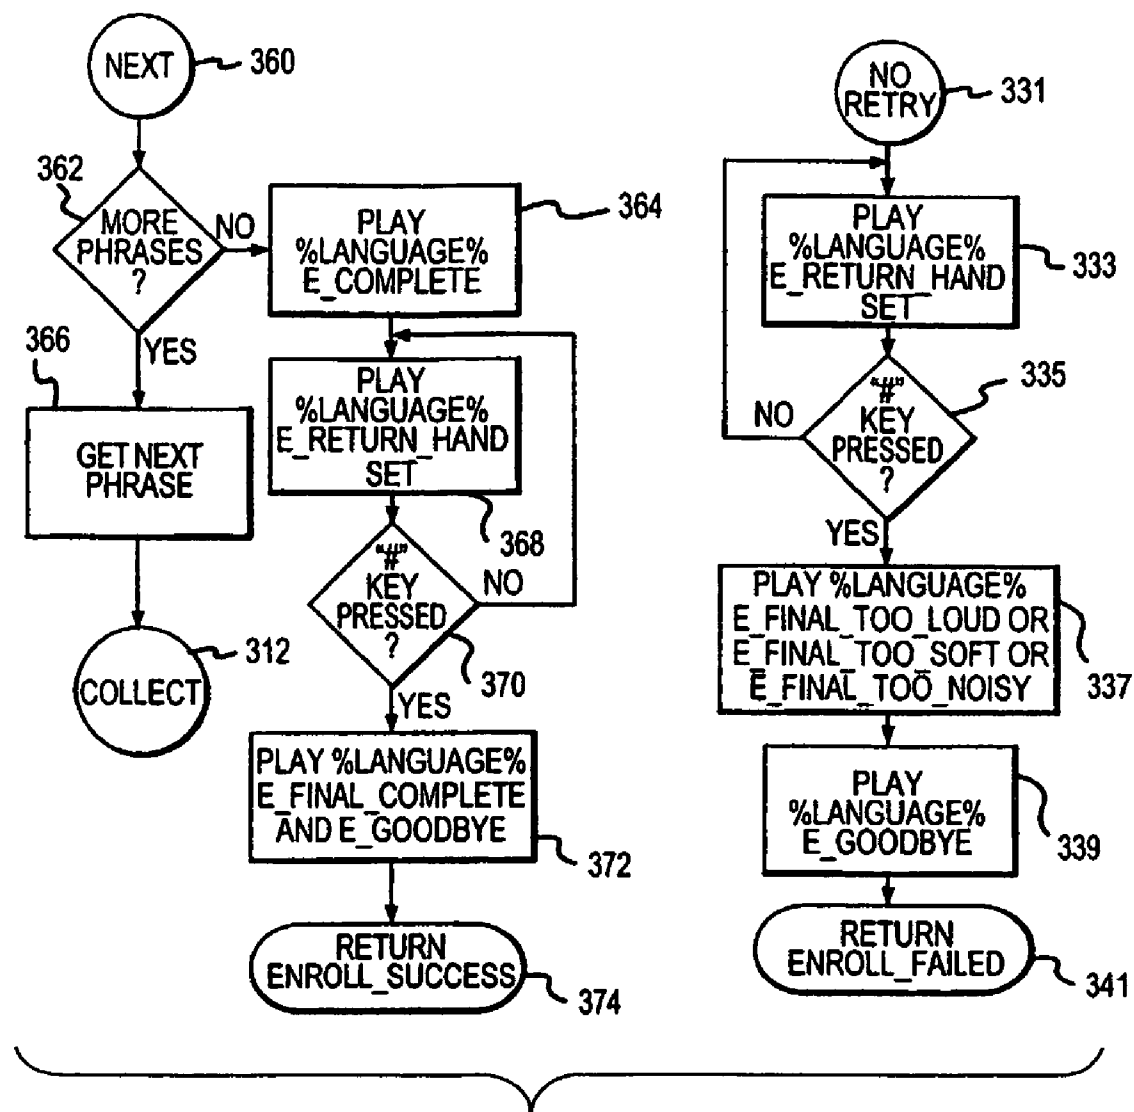 NEXT
360
362
MORE
PHRASES
?
NO
YES
364
PLAY
%LANGUAGE%
E_COMPLETE
366
GET NEXT
PHRASE
312
COLLECT
PLAY
%LANGUAGE%
E_RETURN_HAND
SET
368
"#"
KEY
PRESSED
?
NO
370
YES
PLAY %LANGUAGE%
E_FINAL_COMPLETE
AND E_GOODBYE
372
RETURN
ENROLL_SUCCESS
374
NO
RETRY
331
PLAY
%LANGUAGE%
E_RETURN_HAND
SET
333
"#"
KEY
PRESSED
?
335
NO
YES
PLAY %LANGUAGE%
E_FINAL_TOO_LOUD OR
E_FINAL_TOO_SOFT OR
E_FINAL_TOO_NOISY
337
PLAY
%LANGUAGE%
E_GOODBYE
339
RETURN
ENROLL_FAILED
341